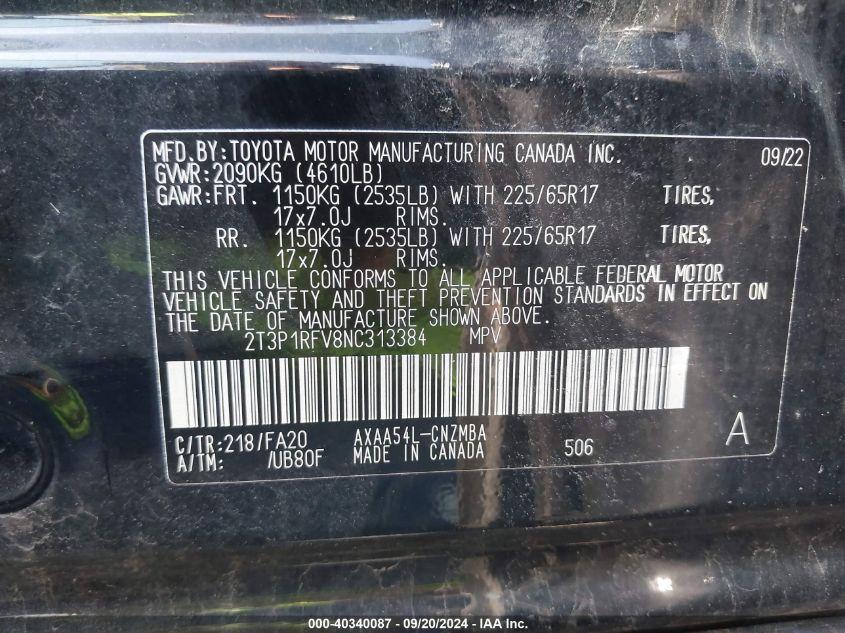 MFD.BY:TOYOTA MOTOR MANUFACTURING CANADA INC. 09/22
GVWR:2090KG (4610LB)
GAWR:FRT. 1150KG (2535LB) WITH 225/65R17 TIRES,
17x7.0J RIMS.
RR. 1150KG (2535LB) WITH 225/65R17 TIRES,
17x7.0J RIMS.
THIS VEHICLE CONFORMS TO ALL APPLICABLE FEDERAL MOTOR
VEHICLE SAFETY AND THEFT PREVENTION STANDARDS IN EFFECT ON
THE DATE OF MANUFACTURE SHOWN ABOVE.
2T3P1RFV8NC313384 MPV
C/TR:218/FA20 AXAA54L-CNZMBA A
A/TM: /UB80F MADE IN CANADA 506
000-40340087 - 09/20/2024 - IAA Inc.